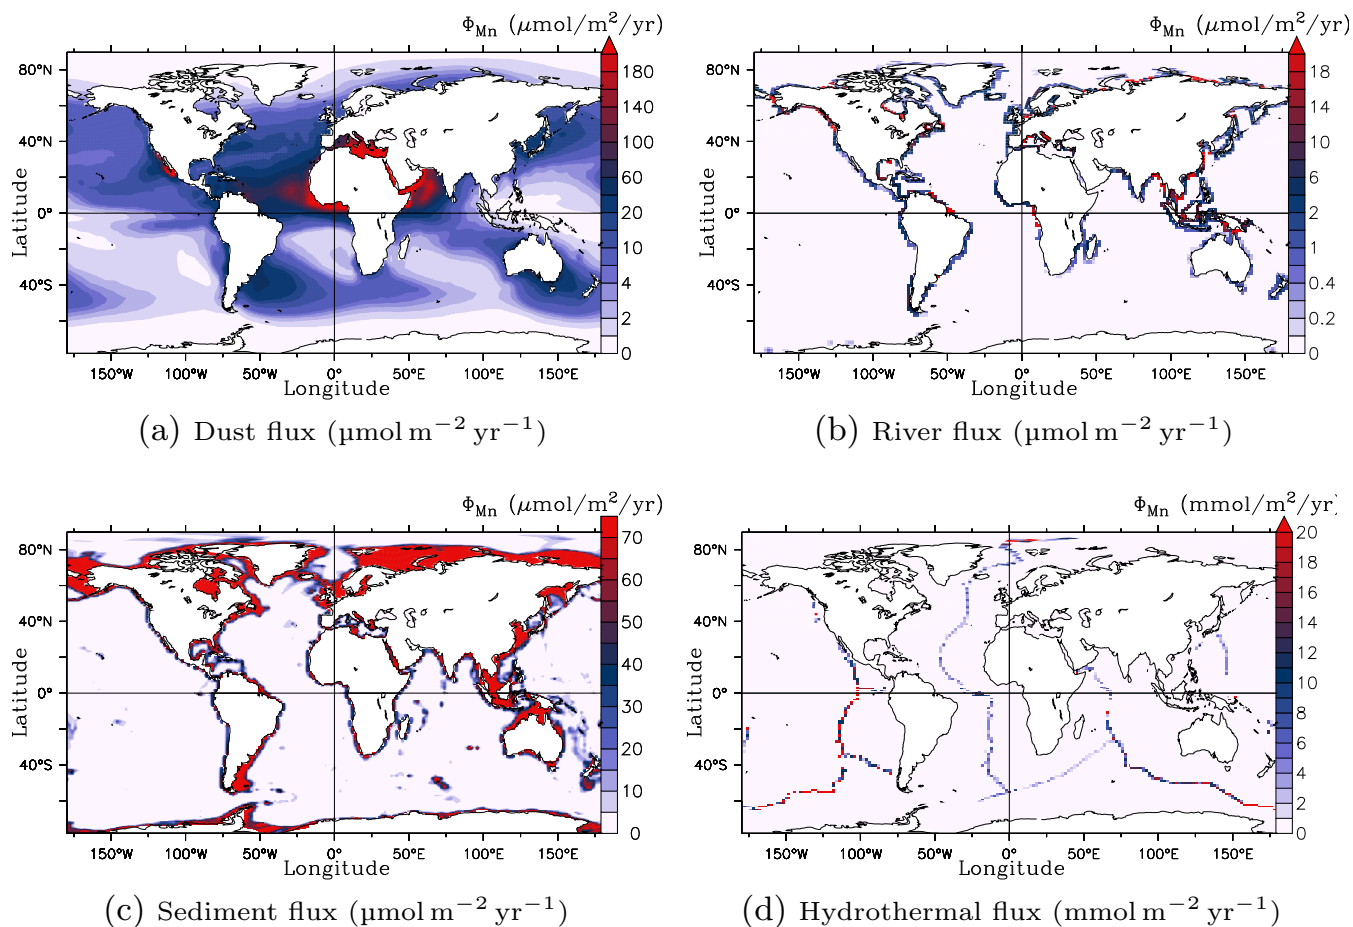 Φ_Mn (μmol/m²/yr)
80°N
40°N
0°
40°S
Latitude
180
140
100
60
20
10
4
2
0
150°W 100°W 50°W 0° 50°E 100°E 150°E
Longitude
(a) Dust flux (µmol m⁻² yr⁻¹)
Φ_Mn (μmol/m²/yr)
80°N
40°N
0°
40°S
Latitude
18
14
10
6
2
1
0.4
0.2
0
150°W 100°W 50°W 0° 50°E 100°E 150°E
Longitude
(b) River flux (µmol m⁻² yr⁻¹)
Φ_Mn (μmol/m²/yr)
80°N
40°N
0°
40°S
Latitude
70
60
50
40
30
20
10
0
150°W 100°W 50°W 0° 50°E 100°E 150°E
Longitude
(c) Sediment flux (µmol m⁻² yr⁻¹)
Φ_Mn (mmol/m²/yr)
80°N
40°N
0°
40°S
Latitude
20
18
16
14
12
10
8
6
4
2
0
150°W 100°W 50°W 0° 50°E 100°E 150°E
Longitude
(d) Hydrothermal flux (mmol m⁻² yr⁻¹)